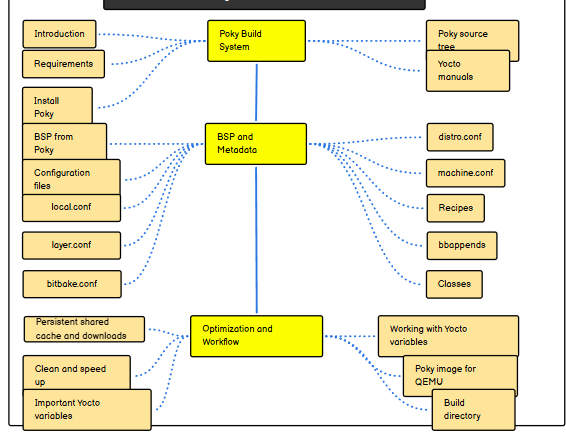 Introduction
Requirements
Install
Poky
Poky Build
System
Poky source
tree
Yocto
manuals
BSP from
Poky
Configuration
files
local.conf
layer.conf
bitbake.conf
BSP and
Metadata
distro.conf
machine.conf
Recipes
bbappends
Classes
Persistent shared
cache and downloads
Clean and speed
up
Important Yocto
variables
Optimization and
Workflow
Working with Yocto
variables
Poky image for
QEMU
Build
directory